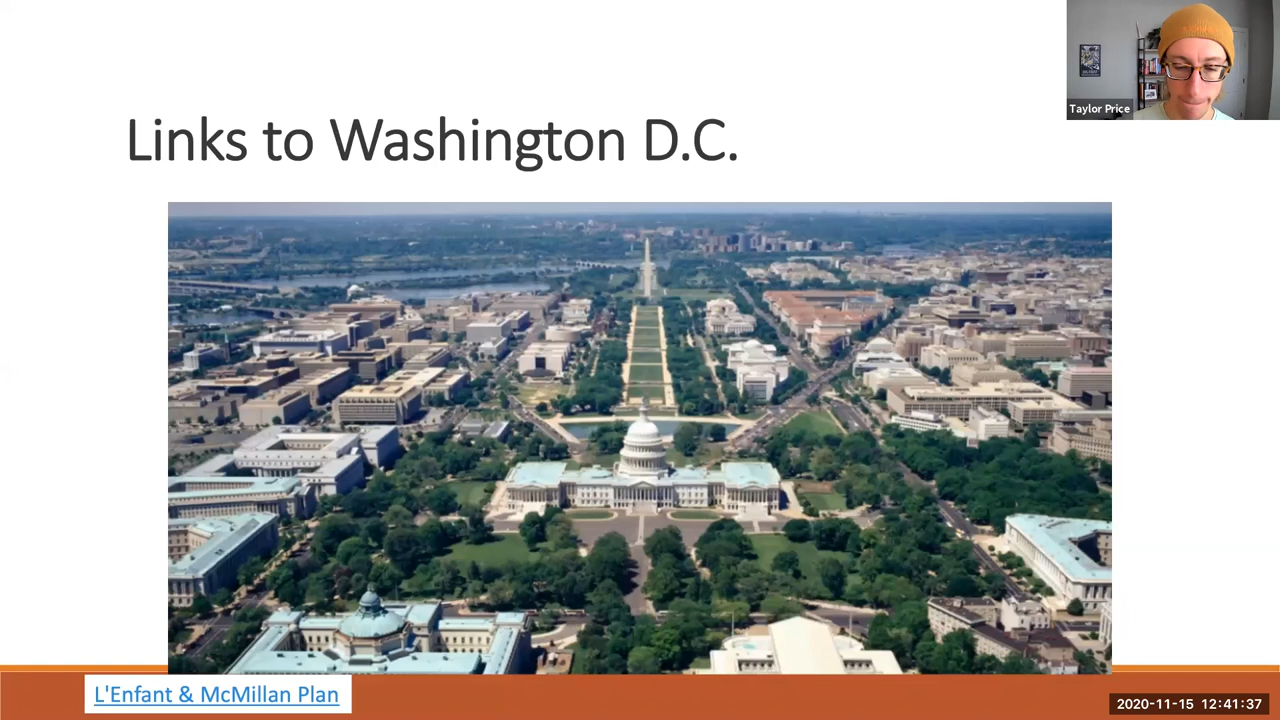 Taylor Price
Links to Washington D.C.
L'Enfant & McMillan Plan
2020-11-15 12:41:37